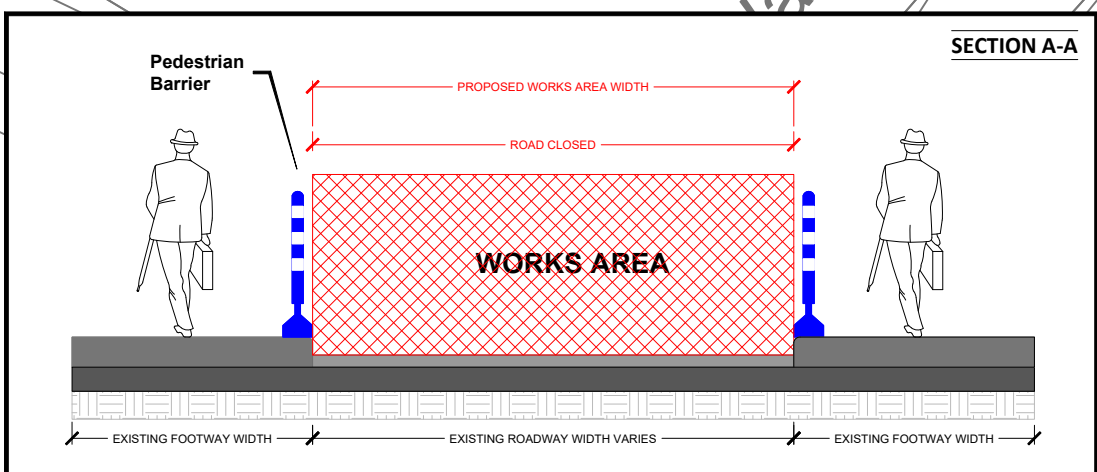 SECTION A-A
Pedestrian
Barrier
PROPOSED WORKS AREA WIDTH
ROAD CLOSED
WORKS AREA
EXISTING FOOTWAY WIDTH
EXISTING ROADWAY WIDTH VARIES
EXISTING FOOTWAY WIDTH